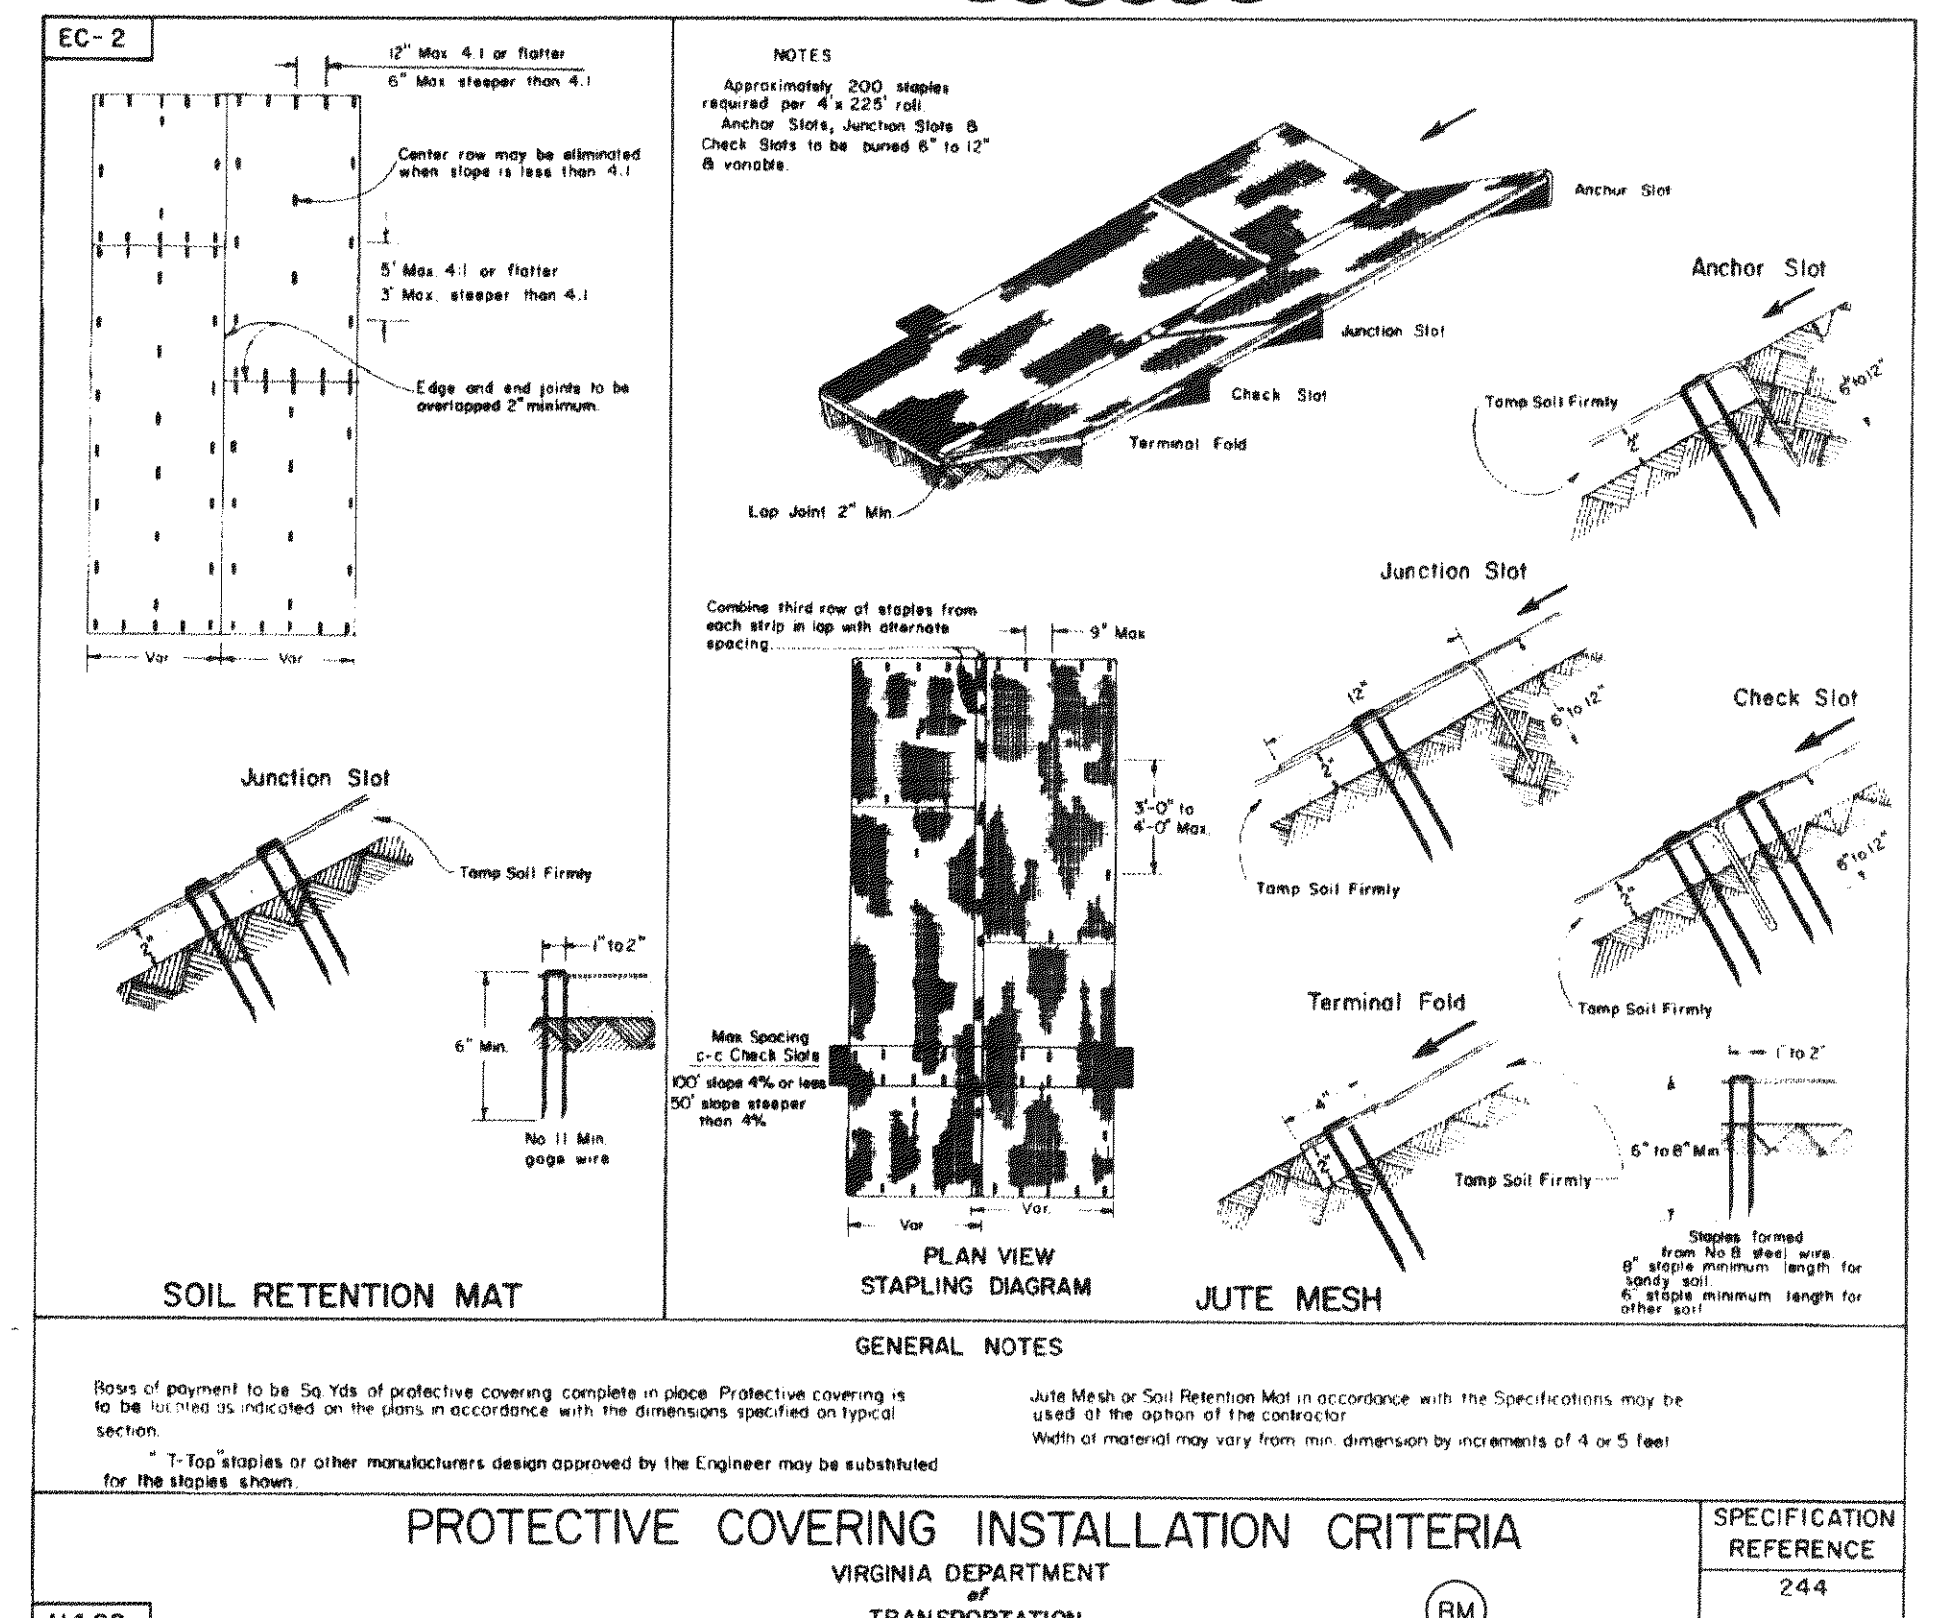 EC-2
12" Max 4:1 or flatter
6" Max steeper than 4:1
Center row may be eliminated
when slope is less than 4:1
5' Max. 4:1 or flatter
3' Max. steeper than 4:1
Edge and end joints to be
overlapped 2" minimum.
Var
Var
Junction Slot
Tamp Soil Firmly
2"
1" to 2"
6" Min.
No 11 Min.
gage wire
SOIL RETENTION MAT
NOTES
Approximately 200 staples
required per 4' x 225' roll.
Anchor Slots, Junction Slots &
Check Slots to be buried 6" to 12"
& variable.
Anchor Slot
Junction Slot
Check Slot
Terminal Fold
Lap Joint 2" Min.
Anchor Slot
Tamp Soil Firmly
2"
6" to 12"
Combine third row of staples from
each strip in lap with alternate
spacing.
9" Max
3'-0" to
4'-0" Max.
Max Spacing
c-c Check Slots
100' slope 4% or less
50' slope steeper
than 4%
Var
Var.
PLAN VIEW
STAPLING DIAGRAM
Junction Slot
12"
2"
6" to 12"
Tamp Soil Firmly
Check Slot
2"
6" to 12"
Tamp Soil Firmly
Terminal Fold
4"
2"
Tamp Soil Firmly
1" to 2"
6" to 8" Min
Staples formed
from No 8 steel wire.
8" staple minimum length for
sandy soil.
6" staple minimum length for
other soil
JUTE MESH
GENERAL NOTES
Basis of payment to be Sq. Yds of protective covering complete in place. Protective covering is
to be located as indicated on the plans in accordance with the dimensions specified on typical
section.
"T-Top" staples or other manufacturers design approved by the Engineer may be substituted
for the staples shown.
Jute Mesh or Soil Retention Mat in accordance with the Specifications may be
used at the option of the contractor
Width of material may vary from min. dimension by increments of 4 or 5 feet
PROTECTIVE COVERING INSTALLATION CRITERIA
VIRGINIA DEPARTMENT
of
TRANSPORTATION
RM
SPECIFICATION
REFERENCE
244